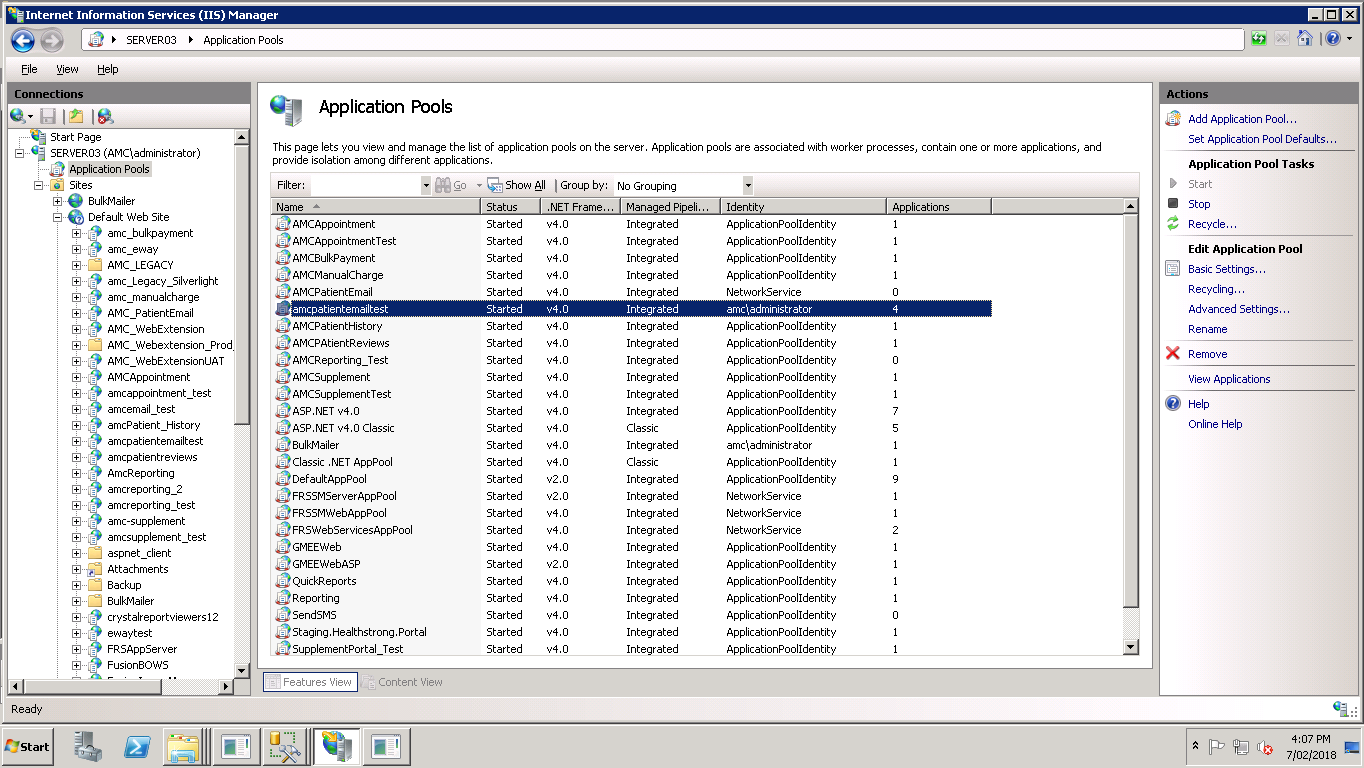 Internet Information Services (IIS) Manager
SERVER03 Application Pools
File View Help
Connections
Start Page
SERVER03 (AMC\administrator)
Application Pools
Sites
BulkMailer
Default Web Site
amc_bulkpayment
amc_eway
AMC_LEGACY
amc_Legacy_Silverlight
amc_manualcharge
AMC_PatientEmail
AMC_WebExtension
AMC_Webextension_Prod_
AMC_WebExtensionUAT
AMCAppointment
amcappointment_test
amcemail_test
amcPatient_History
amcpatientemailtest
amcpatientreviews
AmcReporting
amcreporting_2
amcreporting_test
amc-supplement
amcsupplement_test
aspnet_client
Attachments
Backup
BulkMailer
crystalreportviewers12
ewaytest
FRSAppServer
FusionBOWS
Application Pools
This page lets you view and manage the list of application pools on the server. Application pools are associated with worker processes, contain one or more applications, and
provide isolation among different applications.
Filter: Go Show All Group by: No Grouping
Name Status .NET Frame... Managed Pipeli... Identity Applications
AMCAppointment Started v4.0 Integrated ApplicationPoolIdentity 1
AMCAppointmentTest Started v4.0 Integrated ApplicationPoolIdentity 1
AMCBulkPayment Started v4.0 Integrated ApplicationPoolIdentity 1
AMCManualCharge Started v4.0 Integrated ApplicationPoolIdentity 1
AMCPatientEmail Started v4.0 Integrated NetworkService 0
amcpatientemailtest Started v4.0 Integrated amc\administrator 4
AMCPatientHistory Started v4.0 Integrated ApplicationPoolIdentity 1
AMCPAtientReviews Started v4.0 Integrated ApplicationPoolIdentity 1
AMCReporting_Test Started v4.0 Integrated ApplicationPoolIdentity 0
AMCSupplement Started v4.0 Integrated ApplicationPoolIdentity 1
AMCSupplementTest Started v4.0 Integrated ApplicationPoolIdentity 1
ASP.NET v4.0 Started v4.0 Integrated ApplicationPoolIdentity 7
ASP.NET v4.0 Classic Started v4.0 Classic ApplicationPoolIdentity 5
BulkMailer Started v4.0 Integrated amc\administrator 1
Classic .NET AppPool Started v4.0 Classic ApplicationPoolIdentity 1
DefaultAppPool Started v2.0 Integrated ApplicationPoolIdentity 9
FRSSMServerAppPool Started v2.0 Integrated NetworkService 1
FRSSMWebAppPool Started v4.0 Integrated NetworkService 1
FRSWebServicesAppPool Started v4.0 Integrated NetworkService 2
GMEEWeb Started v4.0 Integrated ApplicationPoolIdentity 1
GMEEWebASP Started v2.0 Integrated ApplicationPoolIdentity 1
QuickReports Started v4.0 Integrated ApplicationPoolIdentity 1
Reporting Started v4.0 Integrated ApplicationPoolIdentity 1
SendSMS Started v4.0 Integrated ApplicationPoolIdentity 0
Staging.Healthstrong.Portal Started v4.0 Integrated ApplicationPoolIdentity 1
SupplementPortal_Test Started v4.0 Integrated ApplicationPoolIdentity 1
Features View Content View
Actions
Add Application Pool...
Set Application Pool Defaults...
Application Pool Tasks
Start
Stop
Recycle...
Edit Application Pool
Basic Settings...
Recycling...
Advanced Settings...
Rename
Remove
View Applications
Help
Online Help
Ready
Start
4:07 PM
7/02/2018